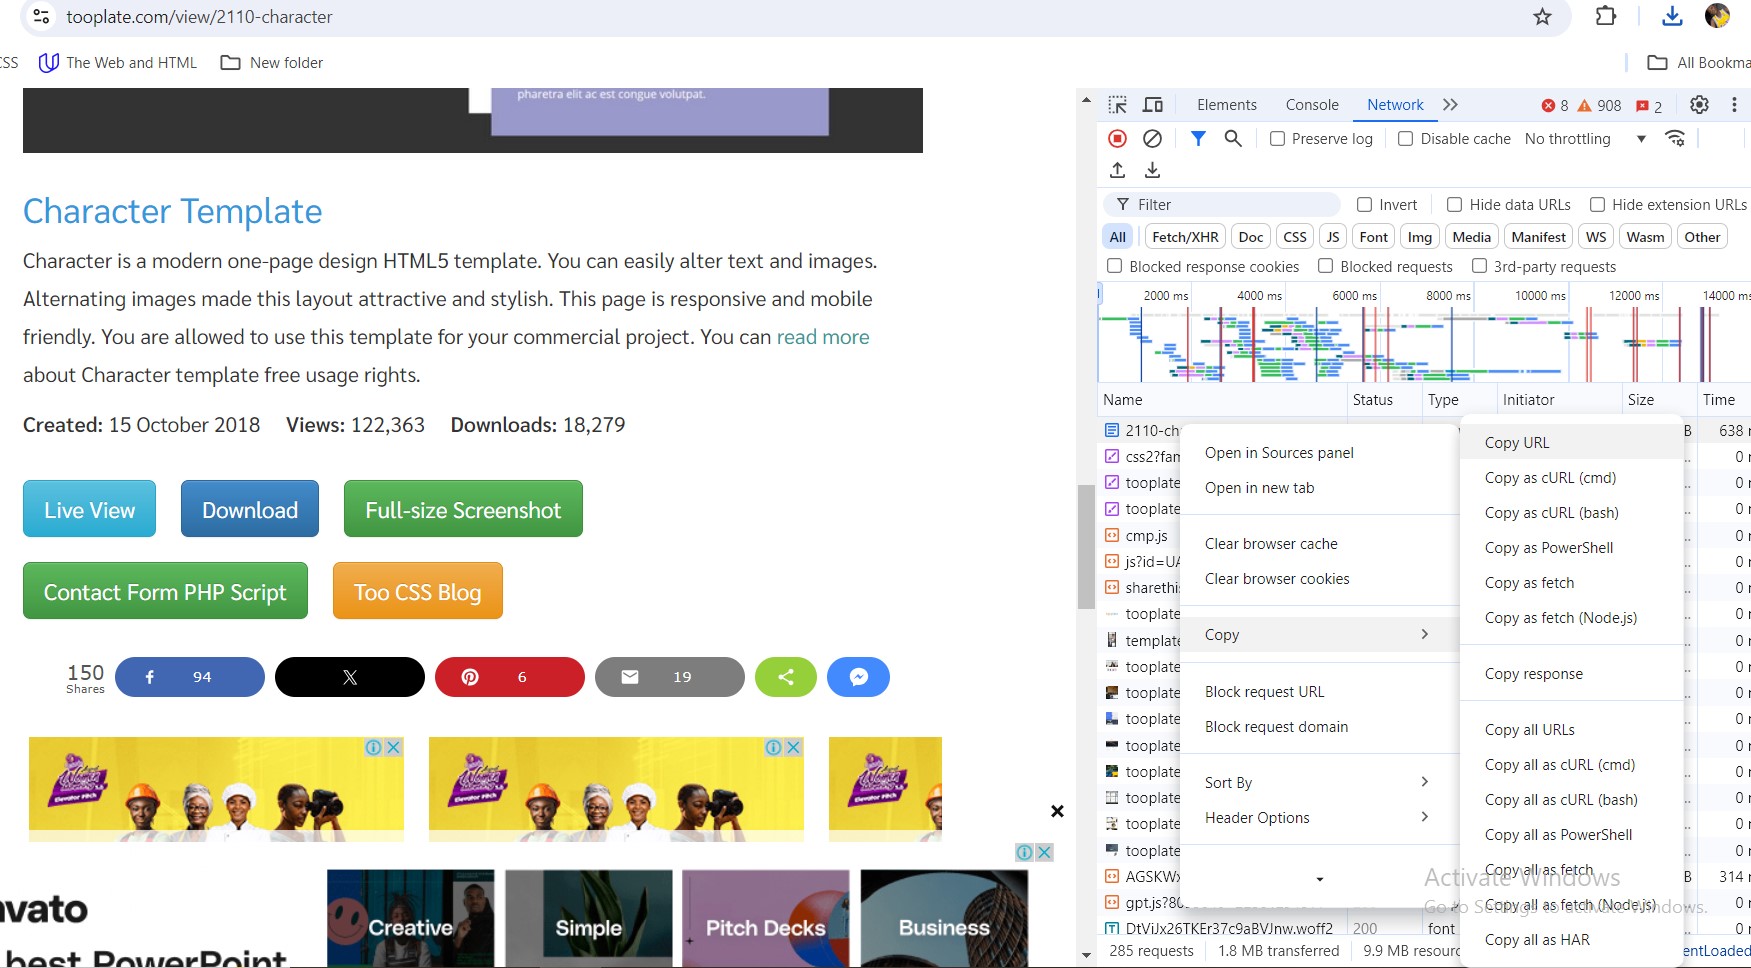 tooplate.com/view/2110-character
CSS The Web and HTML New folder All Bookma
pharetra elit ac est congue volutpat.
Elements Console Network 8 908 2
Preserve log Disable cache No throttling
Filter Invert Hide data URLs Hide extension URLs
All Fetch/XHR Doc CSS JS Font Img Media Manifest WS Wasm Other
Blocked response cookies Blocked requests 3rd-party requests
2000 ms 4000 ms 6000 ms 8000 ms 10000 ms 12000 ms 14000 ms
Name Status Type Initiator Size Time
Character Template
Character is a modern one-page design HTML5 template. You can easily alter text and images.
Alternating images made this layout attractive and stylish. This page is responsive and mobile
friendly. You are allowed to use this template for your commercial project. You can read more
about Character template free usage rights.
Created: 15 October 2018 Views: 122,363 Downloads: 18,279
Live View Download Full-size Screenshot
Contact Form PHP Script Too CSS Blog
150 Shares 94 6 19
Women
Elevator Pitch
Women
Elevator Pitch
Women
Elevator Pitch
vato
best PowerPoint
Creative Simple Pitch Decks Business
2110-ch B 638
css2?fam 0
tooplate 0
tooplate 0
cmp.js 0
js?id=UA 0
sharethi 0
tooplate 0
template 0
tooplate 0
tooplate 0
tooplate 0
tooplate 0
tooplate 0
tooplate 0
tooplate 0
tooplate 0
AGSKWx B 314
gpt.js?80 0
DtVjJx26TKEr37c9aBVJnw.woff2 200 font 0
285 requests 1.8 MB transferred 9.9 MB resourc entLoaded
Open in Sources panel
Open in new tab
Clear browser cache
Clear browser cookies
Copy
Block request URL
Block request domain
Sort By
Header Options
Copy URL
Copy as cURL (cmd)
Copy as cURL (bash)
Copy as PowerShell
Copy as fetch
Copy as fetch (Node.js)
Copy response
Copy all URLs
Copy all as cURL (cmd)
Copy all as cURL (bash)
Copy all as PowerShell
Copy all as fetch
Copy all as fetch (Node.js)
Copy all as HAR
Activate Windows
Go to Settings to activate Windows.